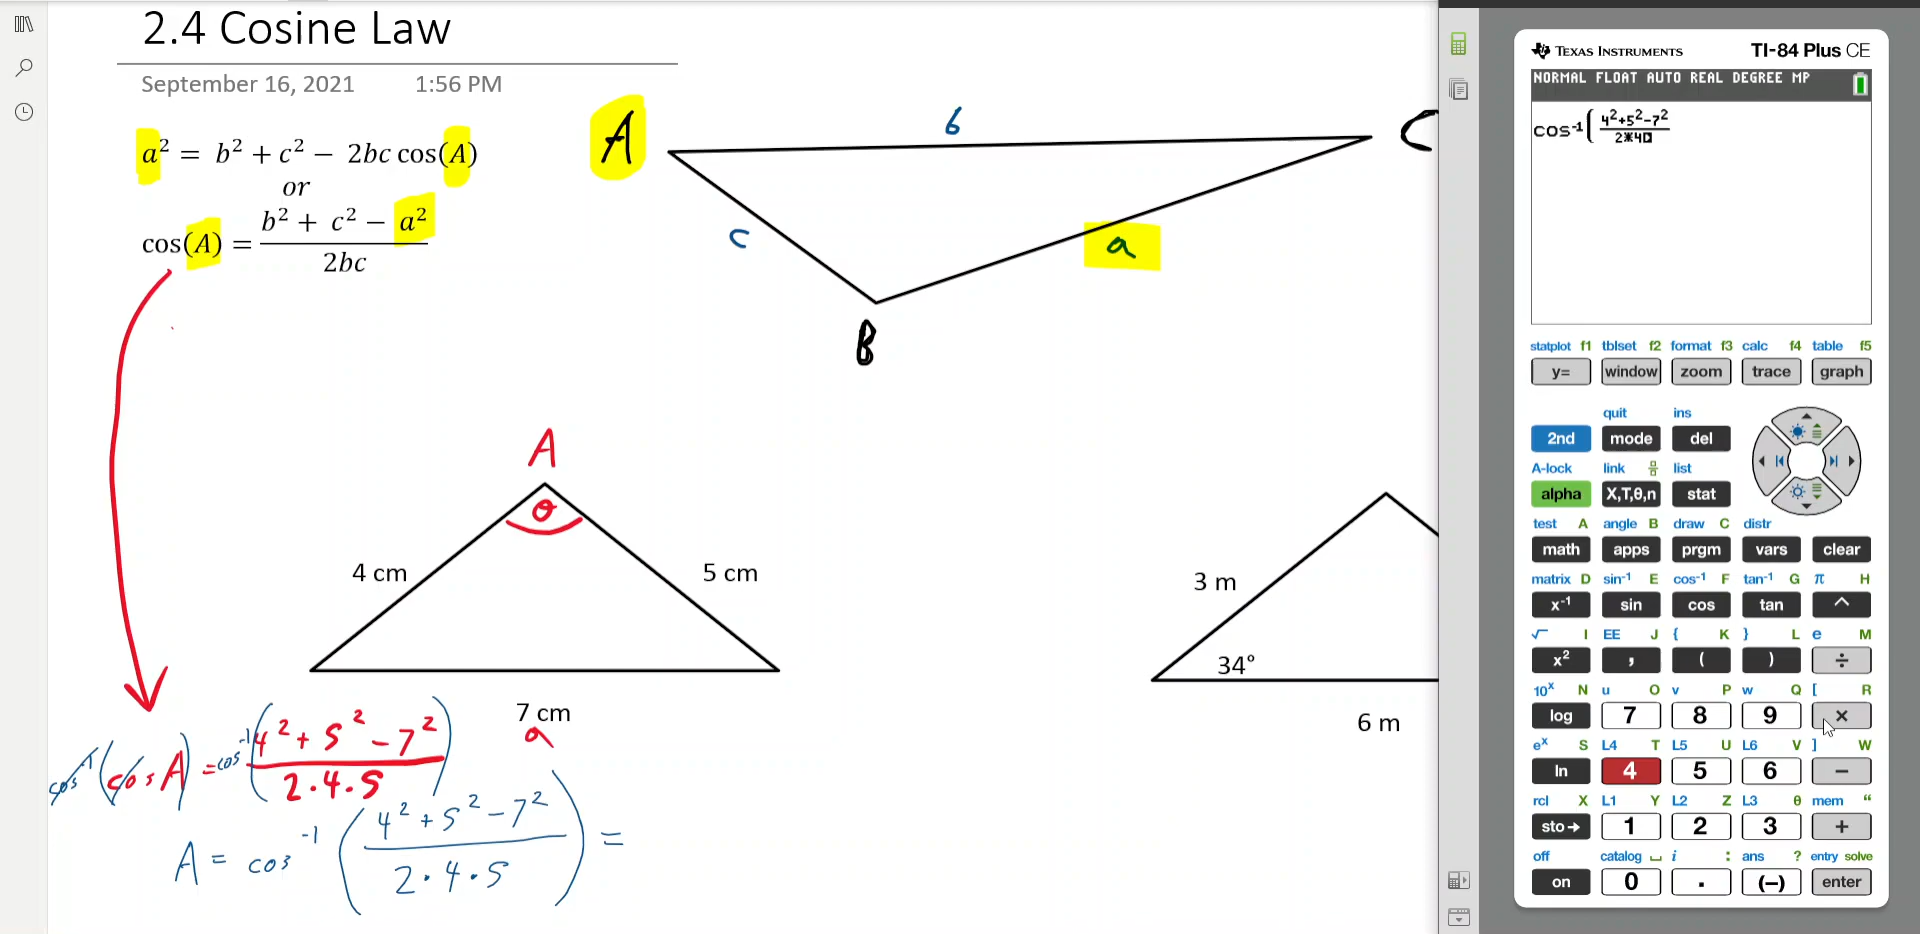 2.4 Cosine Law
September 16, 2021 1:56 PM
a² = b² + c² − 2bc cos(A)
or
cos(A) = (b² + c² − a²) / 2bc
A
b
C
c
a
B
A
θ
4 cm
5 cm
7 cm
a
3 m
34°
6 m
cos⁻¹(cos A) = cos⁻¹((4² + 5² − 7²) / 2·4·5)
A = cos⁻¹((4² + 5² − 7²) / 2·4·5) =
TEXAS INSTRUMENTS TI-84 Plus CE
NORMAL FLOAT AUTO REAL DEGREE MP
cos⁻¹((4²+5²−7²) / 2*4
statplot f1 tblset f2 format f3 calc f4 table f5
y= window zoom trace graph
quit ins
2nd mode del
A-lock link list
alpha X,T,θ,n stat
test A angle B draw C distr
math apps prgm vars clear
matrix D sin⁻¹ E cos⁻¹ F tan⁻¹ G π H
x⁻¹ sin cos tan ^
√ I EE J { K } L e M
x² , ( ) ÷
10ˣ N u O v P w Q [ R
log 7 8 9 ×
eˣ S L4 T L5 U L6 V ] W
ln 4 5 6 −
rcl X L1 Y L2 Z L3 θ mem "
sto→ 1 2 3 +
off catalog ⎵ i : ans ? entry solve
on 0 . (−) enter